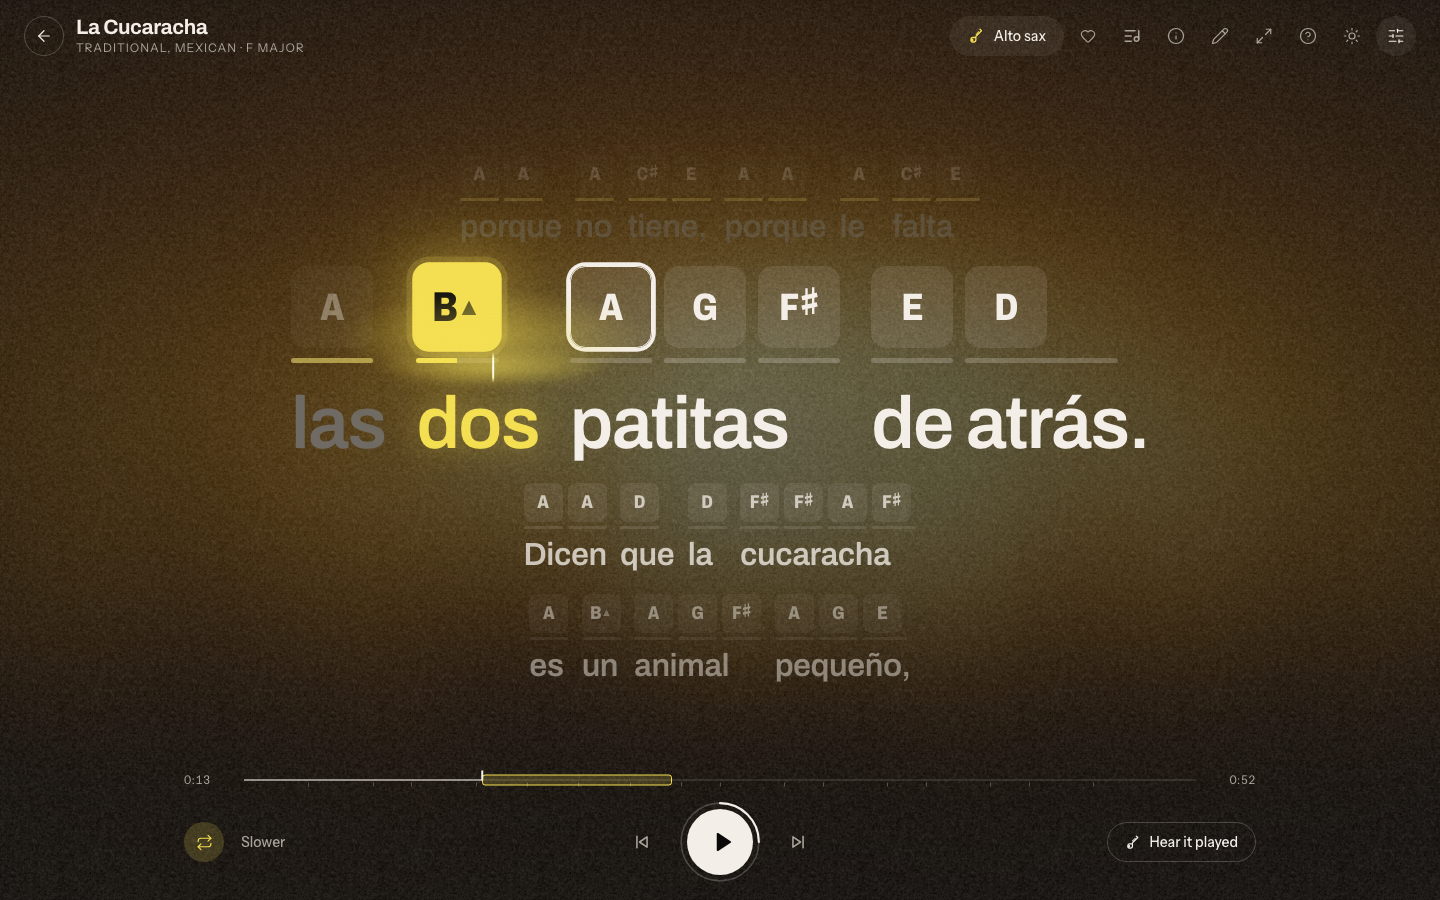 La Cucaracha
TRADITIONAL, MEXICAN · F MAJOR
Alto sax
A A A C♯ E A A A C♯ E
porque no tiene, porque le falta
A B▲ A G F♯ E D
las dos patitas de atrás.
A A D D F♯ F♯ A F♯
Dicen que la cucaracha
A B▲ A G F♯ A G E
es un animal pequeño,
0:13
0:52
Slower
Hear it played